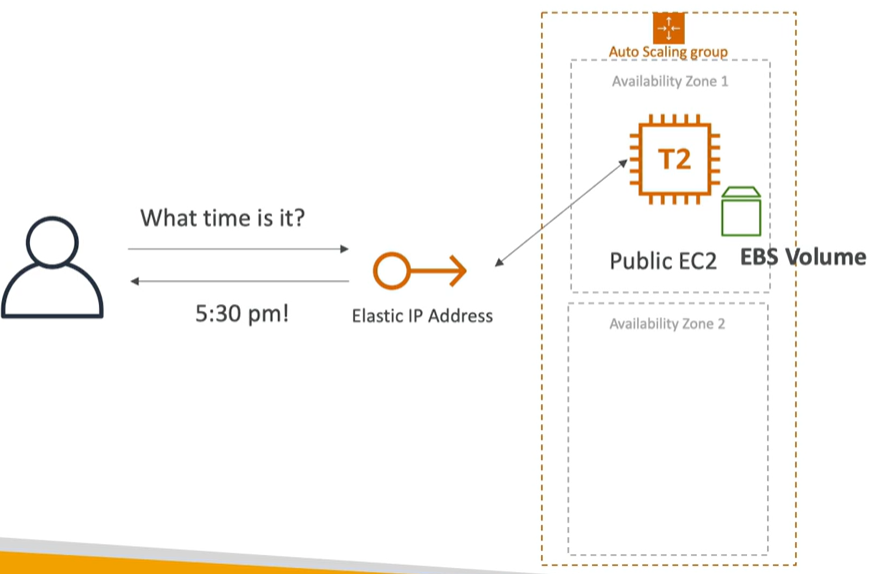 Auto Scaling group
Availability Zone 1
T2
What time is it?
Public EC2
EBS Volume
5:30 pm!
Elastic IP Address
Availability Zone 2